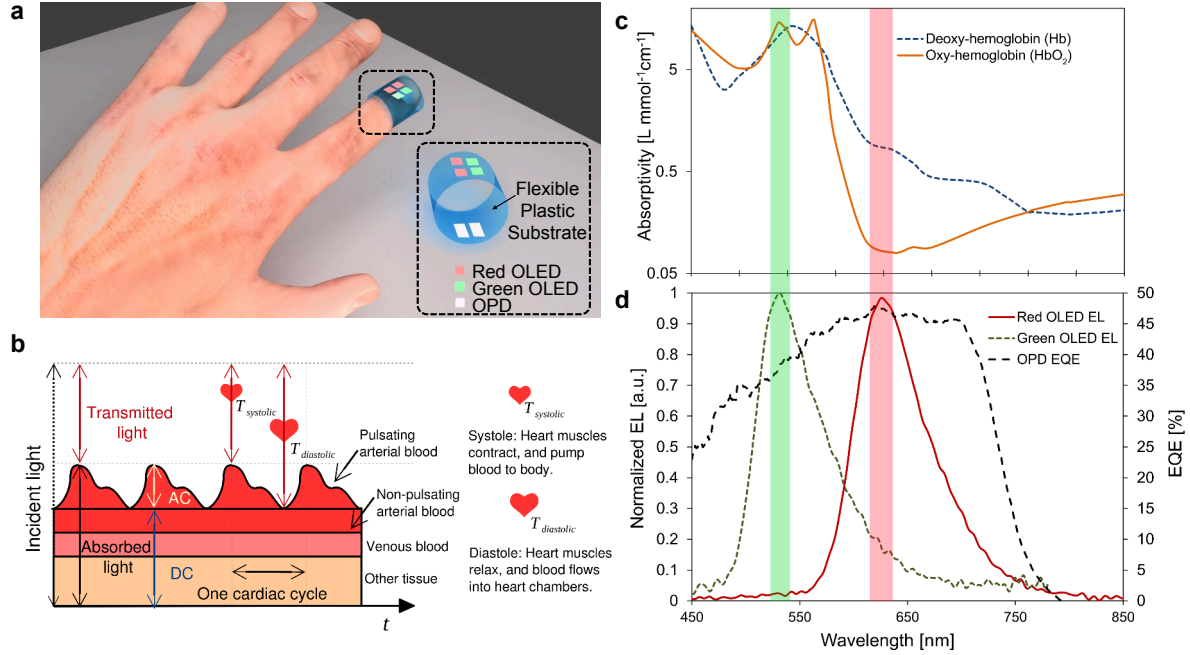 a
Flexible
Plastic
Substrate
Red OLED
Green OLED
OPD
b
Incident light
Transmitted
light
T systolic
T diastolic
Pulsating
arterial blood
AC
Non-pulsating
arterial blood
Absorbed
light
Venous blood
DC
Other tissue
One cardiac cycle
t
T systolic
Systole: Heart muscles
contract, and pump
blood to body.
T diastolic
Diastole: Heart muscles
relax, and blood flows
into heart chambers.
c
Absorptivity [L mmol-1cm-1]
5
0.5
0.05
Deoxy-hemoglobin (Hb)
Oxy-hemoglobin (HbO2)
d
Normalized EL [a.u.]
1
0.9
0.8
0.7
0.6
0.5
0.4
0.3
0.2
0.1
0
Red OLED EL
Green OLED EL
OPD EQE
50
45
40
35
30
25
20
15
10
5
0
EQE [%]
450
550
650
750
850
Wavelength [nm]